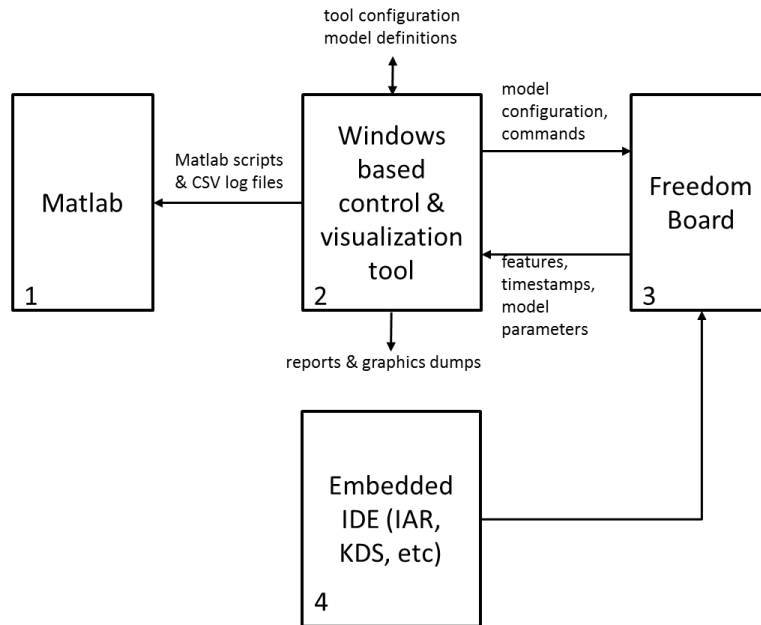 tool configuration
model definitions
model
configuration,
commands
Matlab scripts
& CSV log files
Matlab
1
Windows
based
control &
visualization
tool
2
Freedom
Board
3
features,
timestamps,
model
parameters
reports & graphics dumps
Embedded
IDE (IAR,
KDS, etc)
4